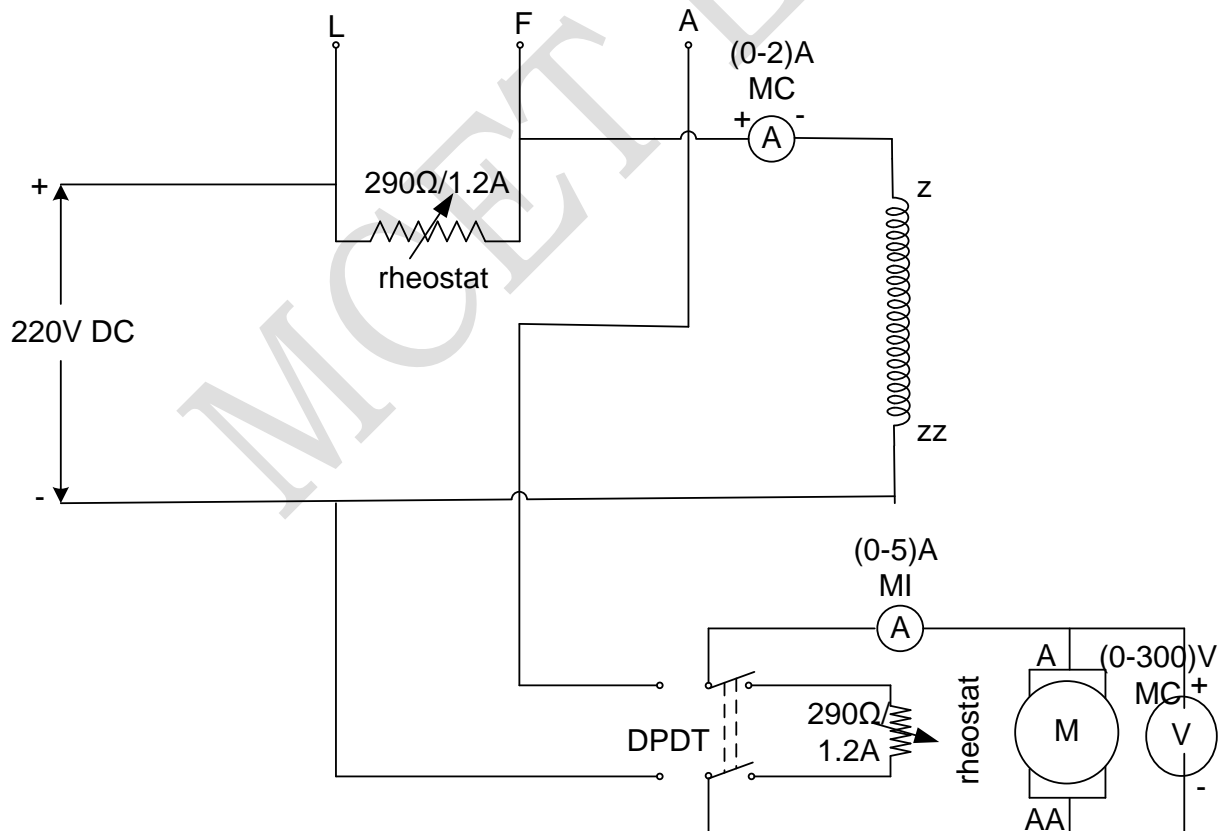 L
F
A
(0-2)A
MC
+
-
A
+
290Ω/1.2A
z
rheostat
220V DC
zz
-
(0-5)A
MI
A
A
(0-300)V
MC
+
290Ω/
1.2A
rheostat
DPDT
M
V
-
AA
MCET